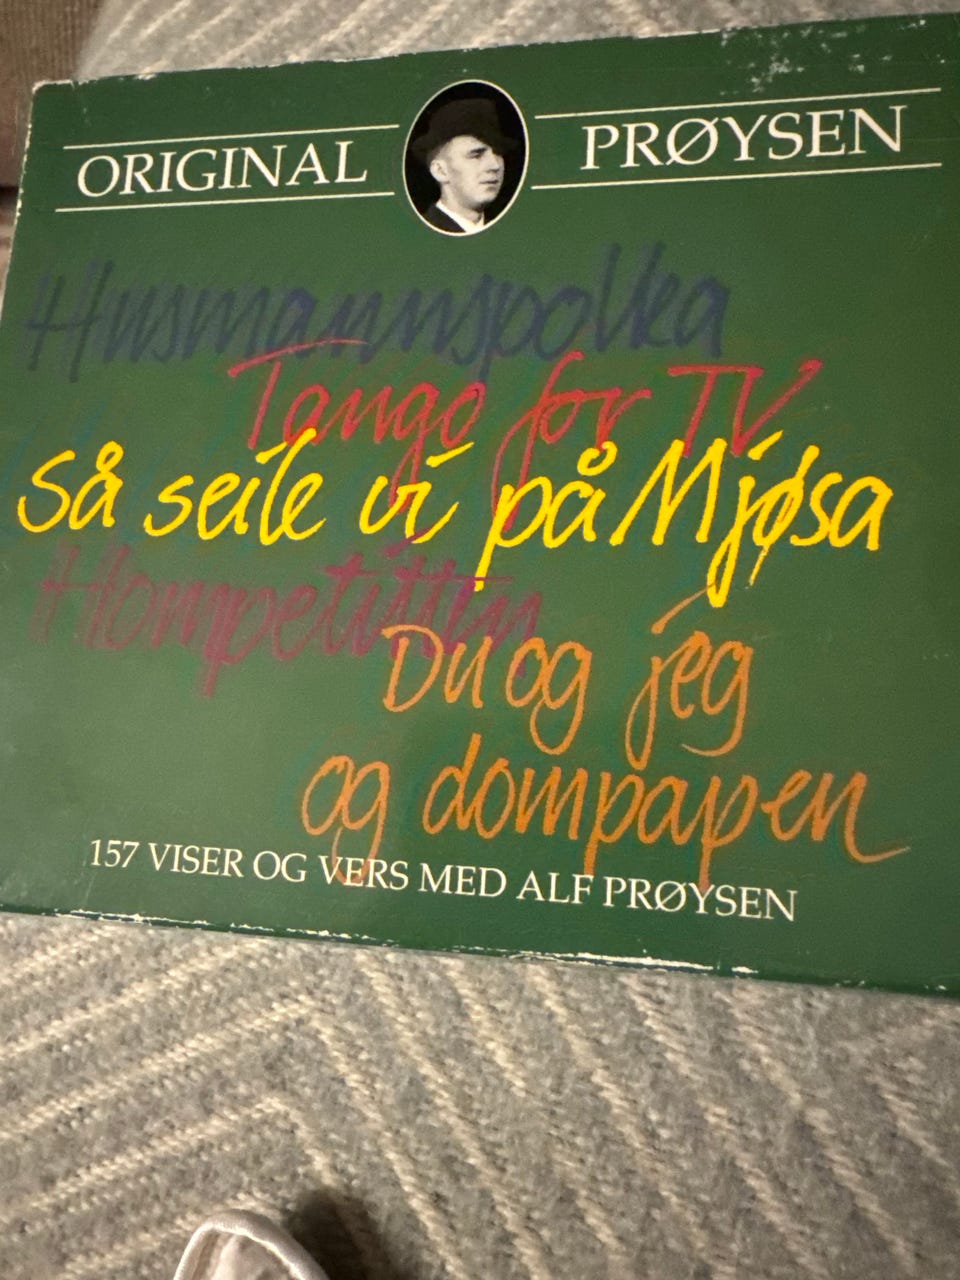 ORIGINAL PRØYSEN
Husmannspolka
Tango for TV
Så seile vi på Mjøsa
Hompetitten
Du og jeg
og dompapen
157 VISER OG VERS MED ALF PRØYSEN